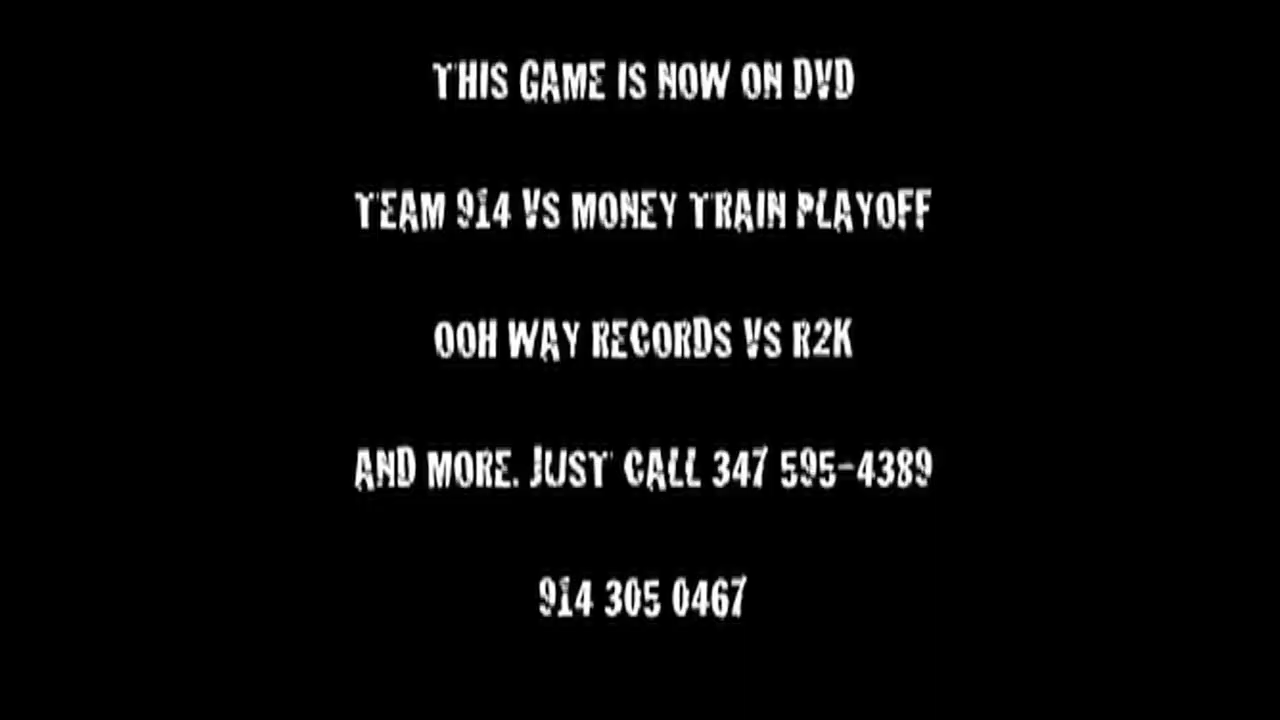 THIS GAME IS NOW ON DVD
TEAM 914 VS MONEY TRAIN PLAYOFF
OOH WAY RECORDS VS R2K
AND MORE. JUST CALL 347 595-4389
914 305 0467